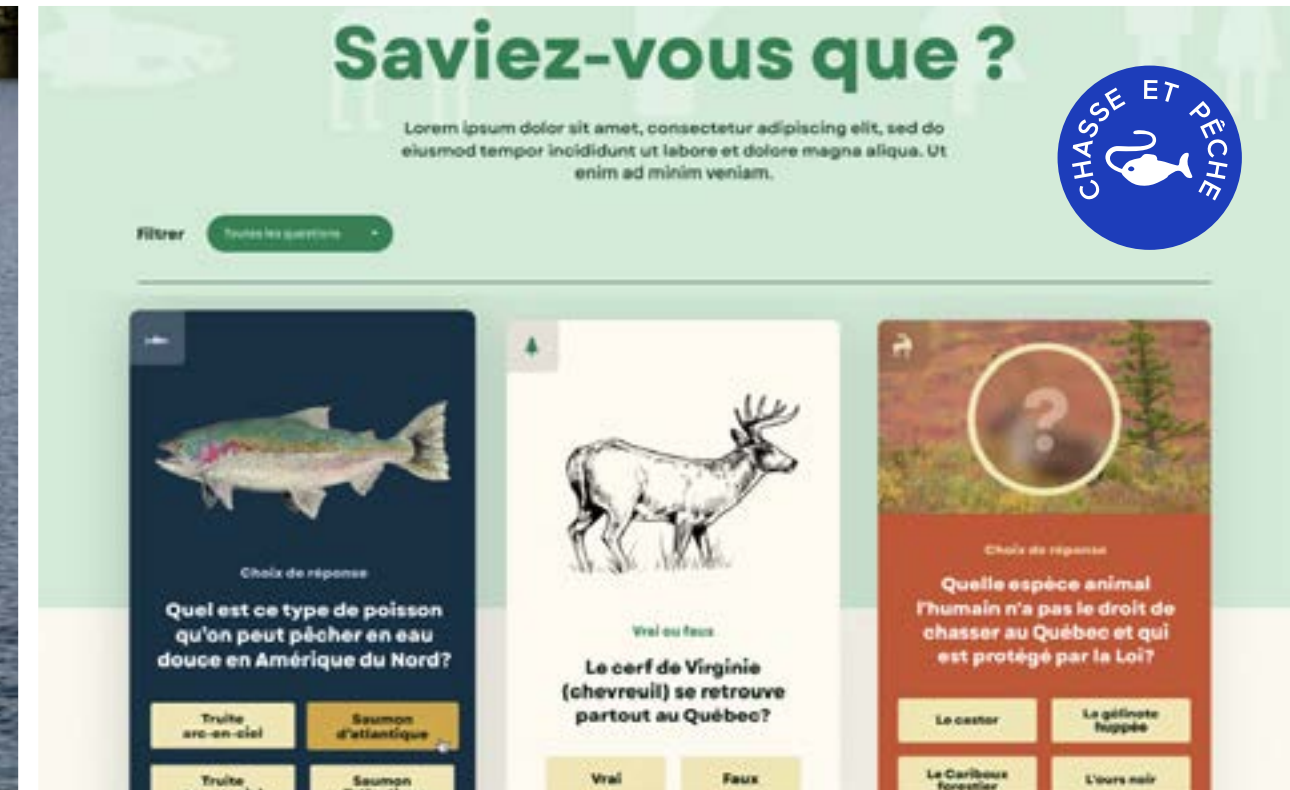 Saviez-vous que ?
CHASSE ET PÊCHE
Lorem ipsum dolor sit amet, consectetur adipiscing elit, sed do
eiusmod tempor incididunt ut labore et dolore magna aliqua. Ut
enim ad minim veniam.
Filtrer
Toutes les questions
Choix de réponse
Quel est ce type de poisson
qu'on peut pêcher en eau
douce en Amérique du Nord?
Truite
arc-en-ciel
Saumon
d'atlantique
Truite
Saumon
Vrai ou faux
Le cerf de Virginie
(chevreuil) se retrouve
partout au Québec?
Vrai
Faux
?
Choix de réponse
Quelle espèce animal
l'humain n'a pas le droit de
chasser au Québec et qui
est protégé par la Loi?
Le castor
La gélinote
huppée
Le Cariboux
forestier
L'ours noir